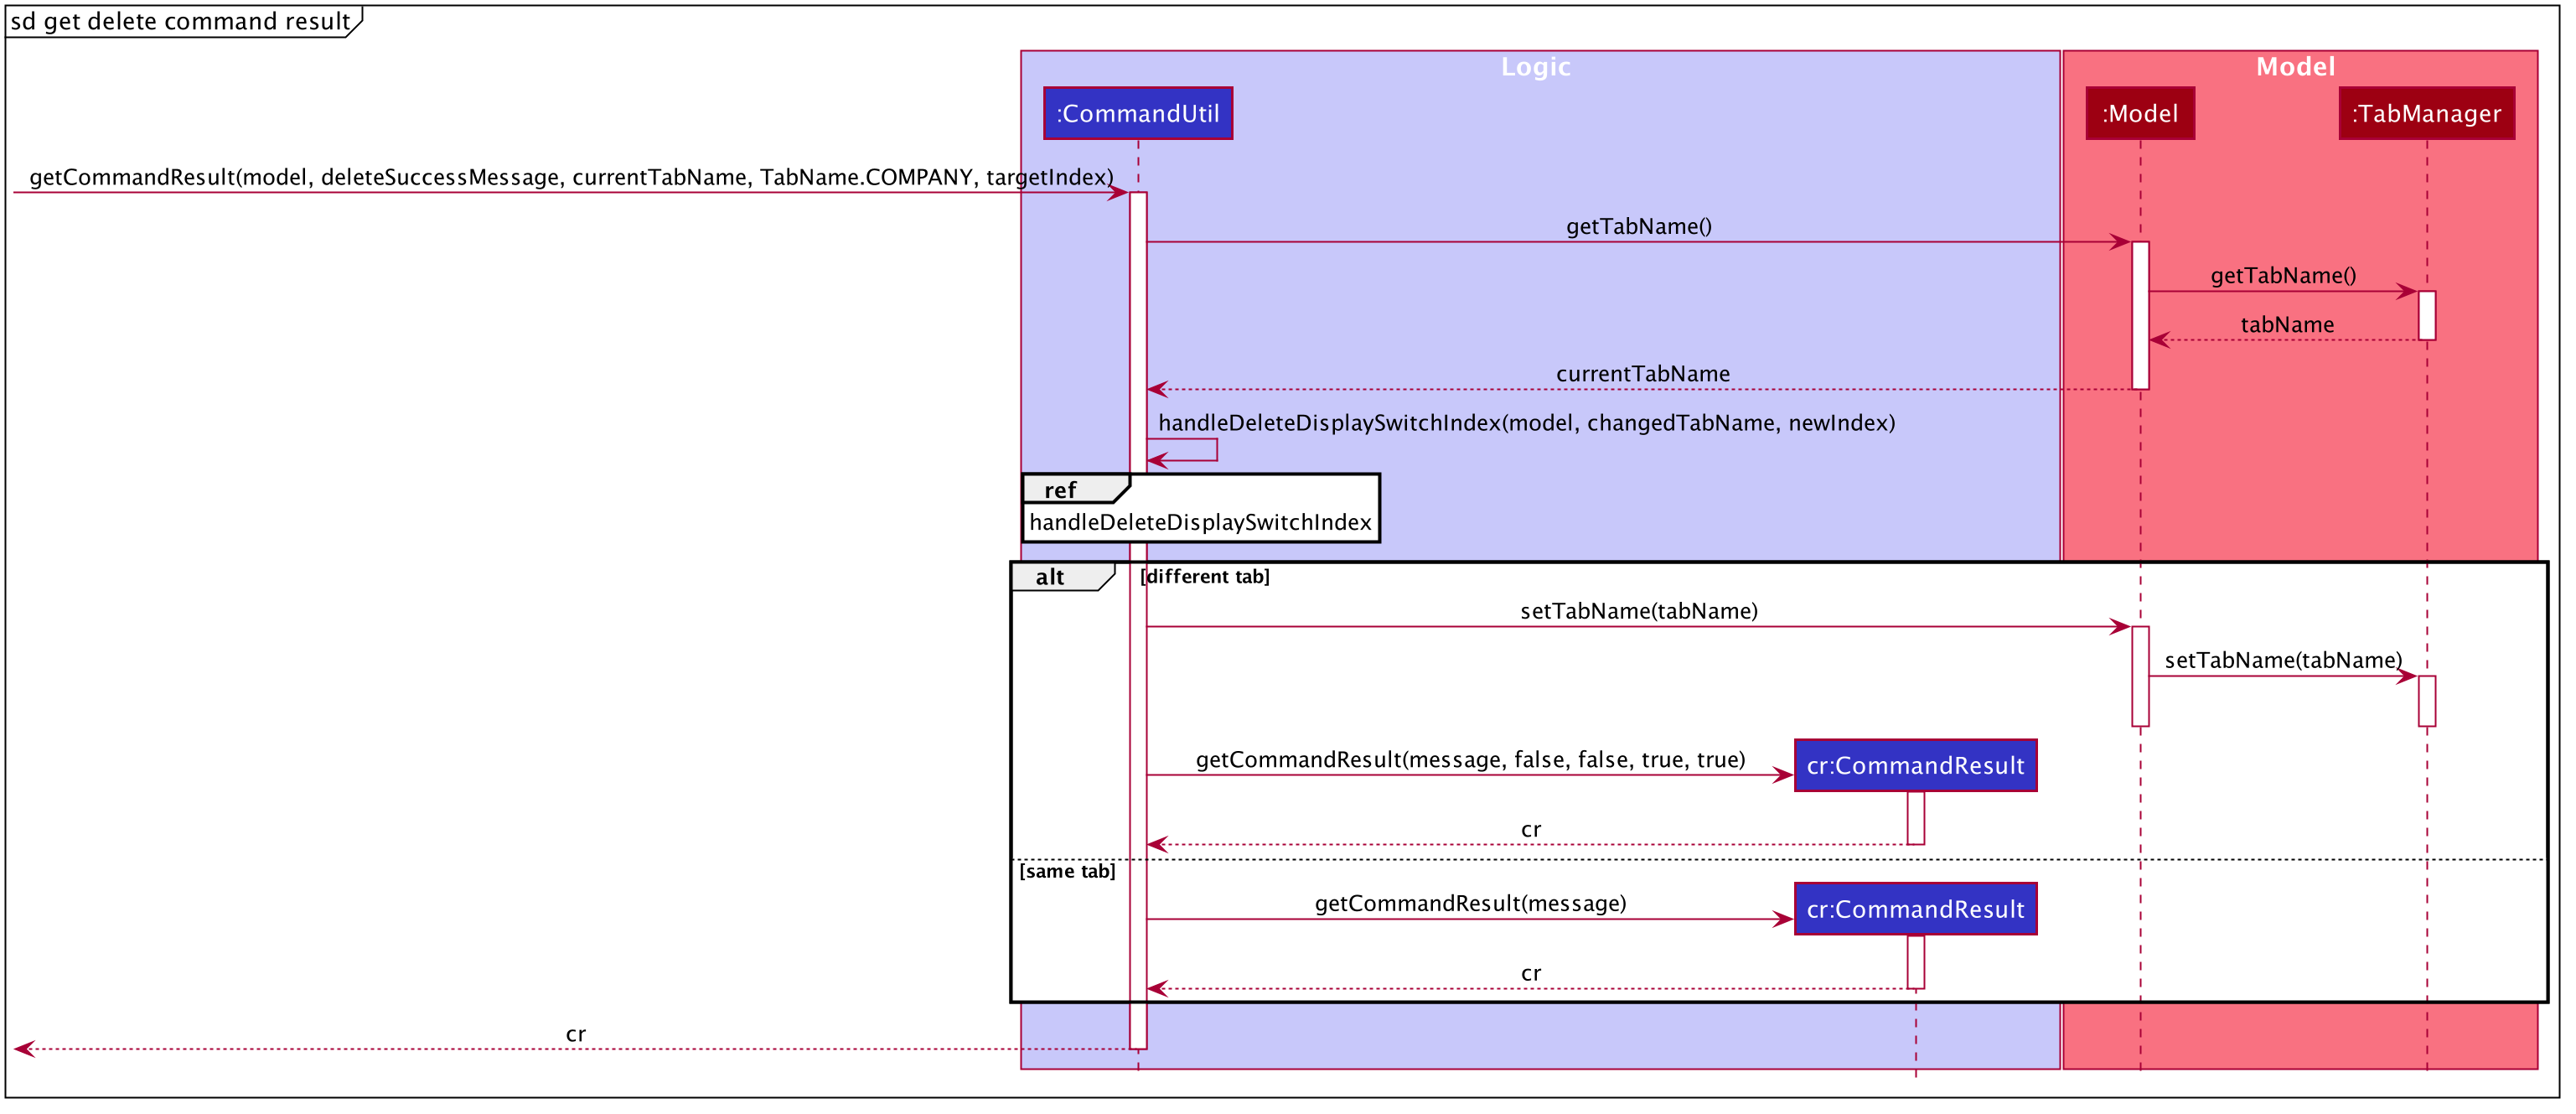 sd get delete command result
Logic
Model
:CommandUtil
:Model
:TabManager
getCommandResult(model, deleteSuccessMessage, currentTabName, TabName.COMPANY, targetIndex)
getTabName()
getTabName()
tabName
currentTabName
handleDeleteDisplaySwitchIndex(model, changedTabName, newIndex)
ref
handleDeleteDisplaySwitchIndex
alt
[different tab]
setTabName(tabName)
setTabName(tabName)
getCommandResult(message, false, false, true, true)
cr:CommandResult
cr
[same tab]
getCommandResult(message)
cr:CommandResult
cr
cr